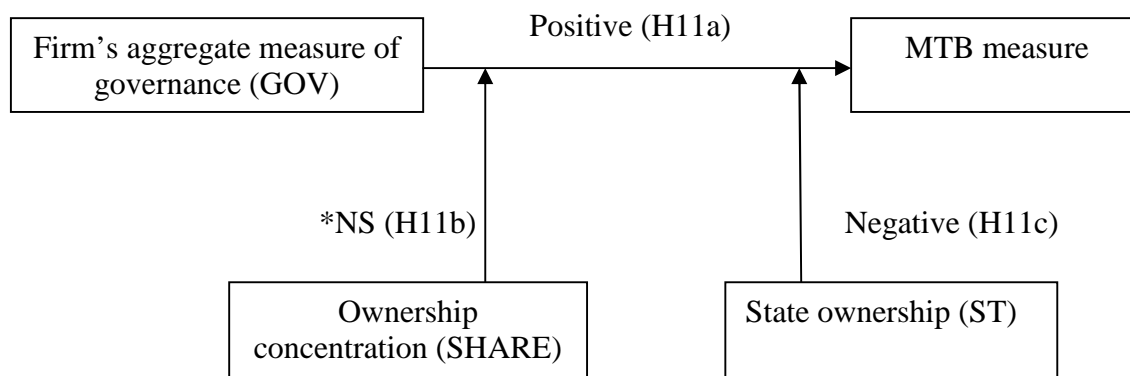 Positive (H11a)
Firm’s aggregate measure of
governance (GOV)
MTB measure
*NS (H11b)
Negative (H11c)
Ownership
concentration (SHARE)
State ownership (ST)